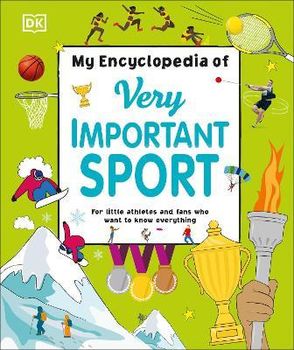 DK
My Encyclopedia of
Very
IMPORTANT
SPORT
For little athletes and fans who
want to know everything